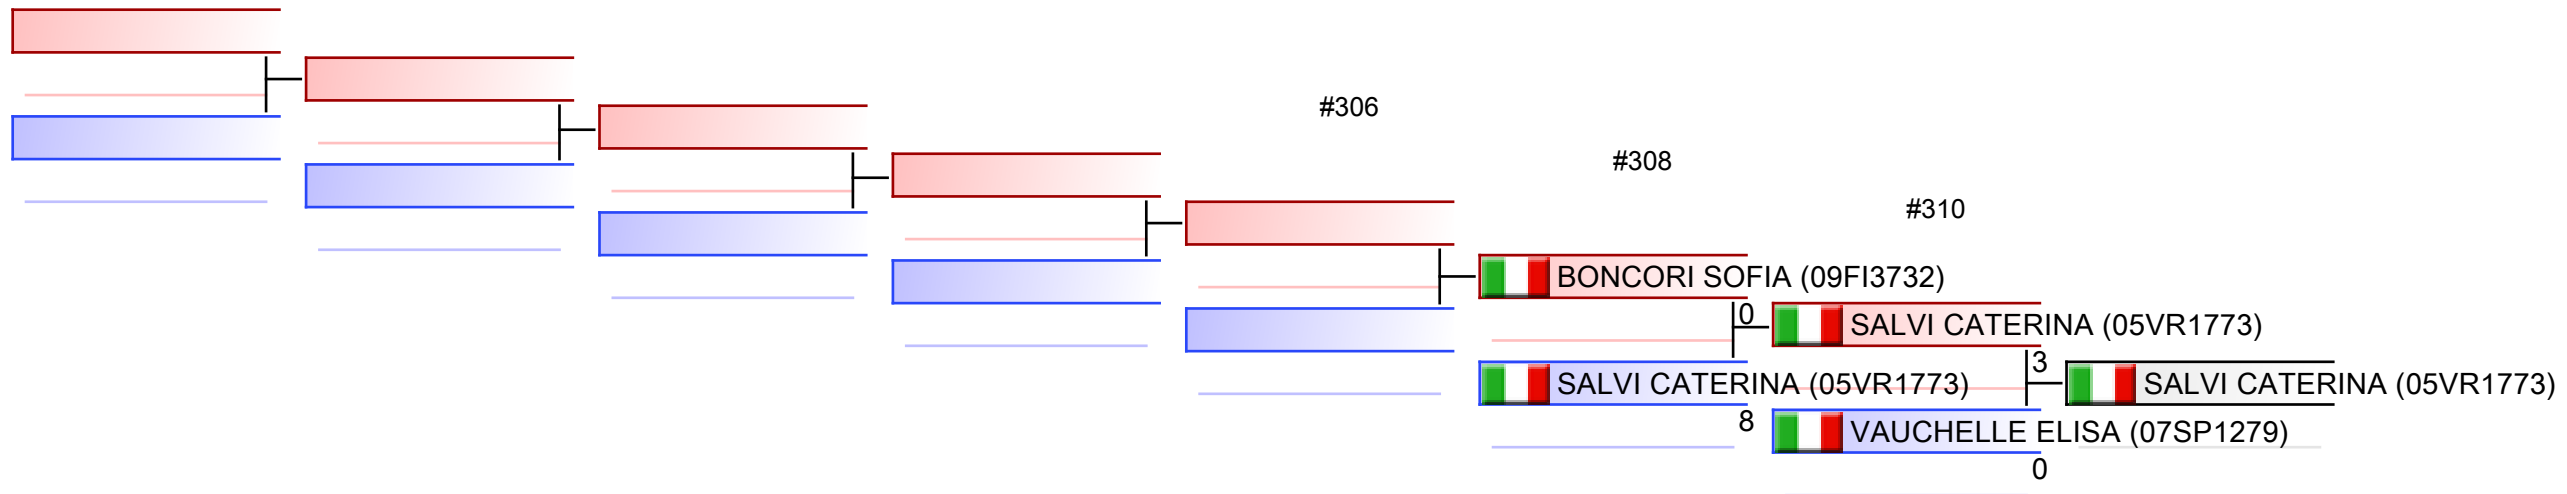 #306
#308
#310
BONCORI SOFIA (09FI3732)
0
SALVI CATERINA (05VR1773)
3
SALVI CATERINA (05VR1773)
SALVI CATERINA (05VR1773)
8
VAUCHELLE ELISA (07SP1279)
0